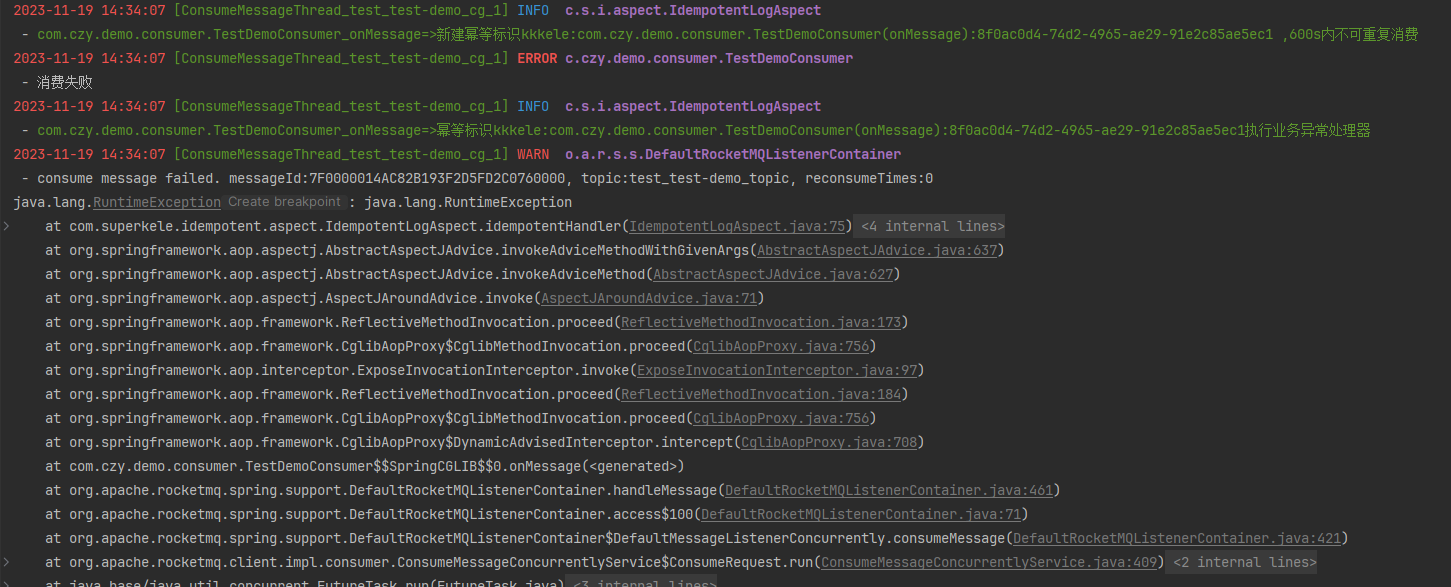 2023-11-19 14:34:07 [ConsumeMessageThread_test_test-demo_cg_1] INFO  c.s.i.aspect.IdempotentLogAspect
 - com.czy.demo.consumer.TestDemoConsumer_onMessage=>新建幂等标识kkkele:com.czy.demo.consumer.TestDemoConsumer(onMessage):8f0ac0d4-74d2-4965-ae29-91e2c85ae5ec1 ,600s内不可重复消费
2023-11-19 14:34:07 [ConsumeMessageThread_test_test-demo_cg_1] ERROR c.czy.demo.consumer.TestDemoConsumer
 - 消费失败
2023-11-19 14:34:07 [ConsumeMessageThread_test_test-demo_cg_1] INFO  c.s.i.aspect.IdempotentLogAspect
 - com.czy.demo.consumer.TestDemoConsumer_onMessage=>幂等标识kkkele:com.czy.demo.consumer.TestDemoConsumer(onMessage):8f0ac0d4-74d2-4965-ae29-91e2c85ae5ec1执行业务异常处理器
2023-11-19 14:34:07 [ConsumeMessageThread_test_test-demo_cg_1] WARN  o.a.r.s.s.DefaultRocketMQListenerContainer
 - consume message failed. messageId:7F0000014AC82B193F2D5FD2C0760000, topic:test_test-demo_topic, reconsumeTimes:0
java.lang.RuntimeException Create breakpoint : java.lang.RuntimeException
    at com.superkele.idempotent.aspect.IdempotentLogAspect.idempotentHandler(IdempotentLogAspect.java:75) <4 internal lines>
    at org.springframework.aop.aspectj.AbstractAspectJAdvice.invokeAdviceMethodWithGivenArgs(AbstractAspectJAdvice.java:637)
    at org.springframework.aop.aspectj.AbstractAspectJAdvice.invokeAdviceMethod(AbstractAspectJAdvice.java:627)
    at org.springframework.aop.aspectj.AspectJAroundAdvice.invoke(AspectJAroundAdvice.java:71)
    at org.springframework.aop.framework.ReflectiveMethodInvocation.proceed(ReflectiveMethodInvocation.java:173)
    at org.springframework.aop.framework.CglibAopProxy$CglibMethodInvocation.proceed(CglibAopProxy.java:756)
    at org.springframework.aop.interceptor.ExposeInvocationInterceptor.invoke(ExposeInvocationInterceptor.java:97)
    at org.springframework.aop.framework.ReflectiveMethodInvocation.proceed(ReflectiveMethodInvocation.java:184)
    at org.springframework.aop.framework.CglibAopProxy$CglibMethodInvocation.proceed(CglibAopProxy.java:756)
    at org.springframework.aop.framework.CglibAopProxy$DynamicAdvisedInterceptor.intercept(CglibAopProxy.java:708)
    at com.czy.demo.consumer.TestDemoConsumer$$SpringCGLIB$$0.onMessage(<generated>)
    at org.apache.rocketmq.spring.support.DefaultRocketMQListenerContainer.handleMessage(DefaultRocketMQListenerContainer.java:461)
    at org.apache.rocketmq.spring.support.DefaultRocketMQListenerContainer.access$100(DefaultRocketMQListenerContainer.java:71)
    at org.apache.rocketmq.spring.support.DefaultRocketMQListenerContainer$DefaultMessageListenerConcurrently.consumeMessage(DefaultRocketMQListenerContainer.java:421)
    at org.apache.rocketmq.client.impl.consumer.ConsumeMessageConcurrentlyService$ConsumeRequest.run(ConsumeMessageConcurrentlyService.java:409) <2 internal lines>
    at java.base/java.util.concurrent.FutureTask.run(FutureTask.java) <3 internal lines>